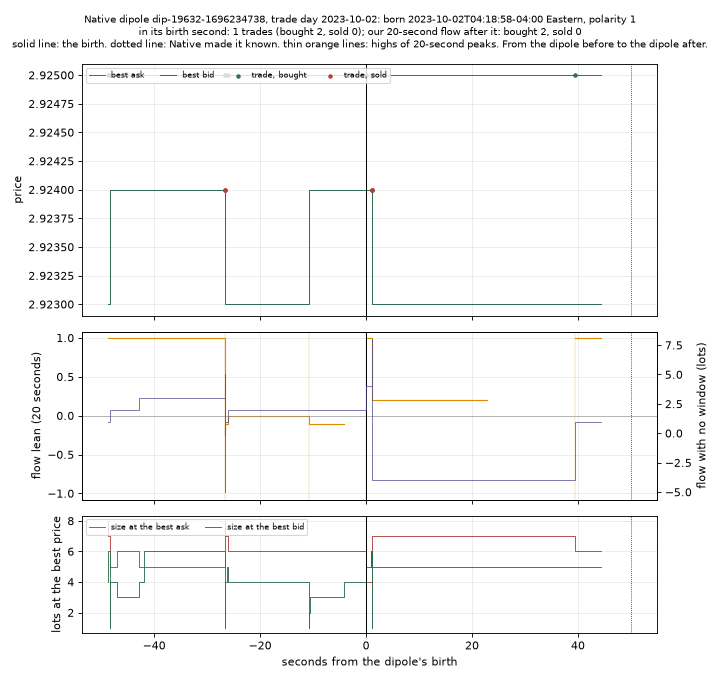 Native dipole dip-19632-1696234738, trade day 2023-10-02: born 2023-10-02T04:18:58-04:00 Eastern, polarity 1
in its birth second: 1 trades (bought 2, sold 0); our 20-second flow after it: bought 2, sold 0
solid line: the birth. dotted line: Native made it known. thin orange lines: highs of 20-second peaks. From the dipole before to the dipole after.
best ask best bid trade, bought trade, sold
2.92500
2.92475
2.92450
2.92425
2.92400
2.92375
2.92350
2.92325
2.92300
price
1.0
0.5
0.0
−0.5
−1.0
flow lean (20 seconds)
7.5
5.0
2.5
0.0
−2.5
−5.0
flow with no window (lots)
size at the best ask size at the best bid
8
6
4
2
lots at the best price
−40 −20 0 20 40
seconds from the dipole's birth